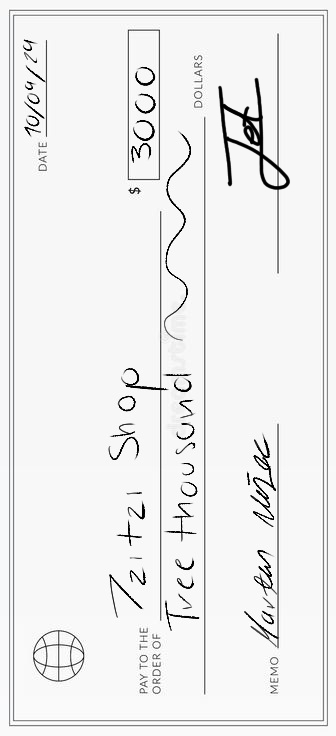 DATE 10/09/24
PAY TO THE ORDER OF Tzitzi Shop $ 3000
Tree thousand DOLLARS
MEMO